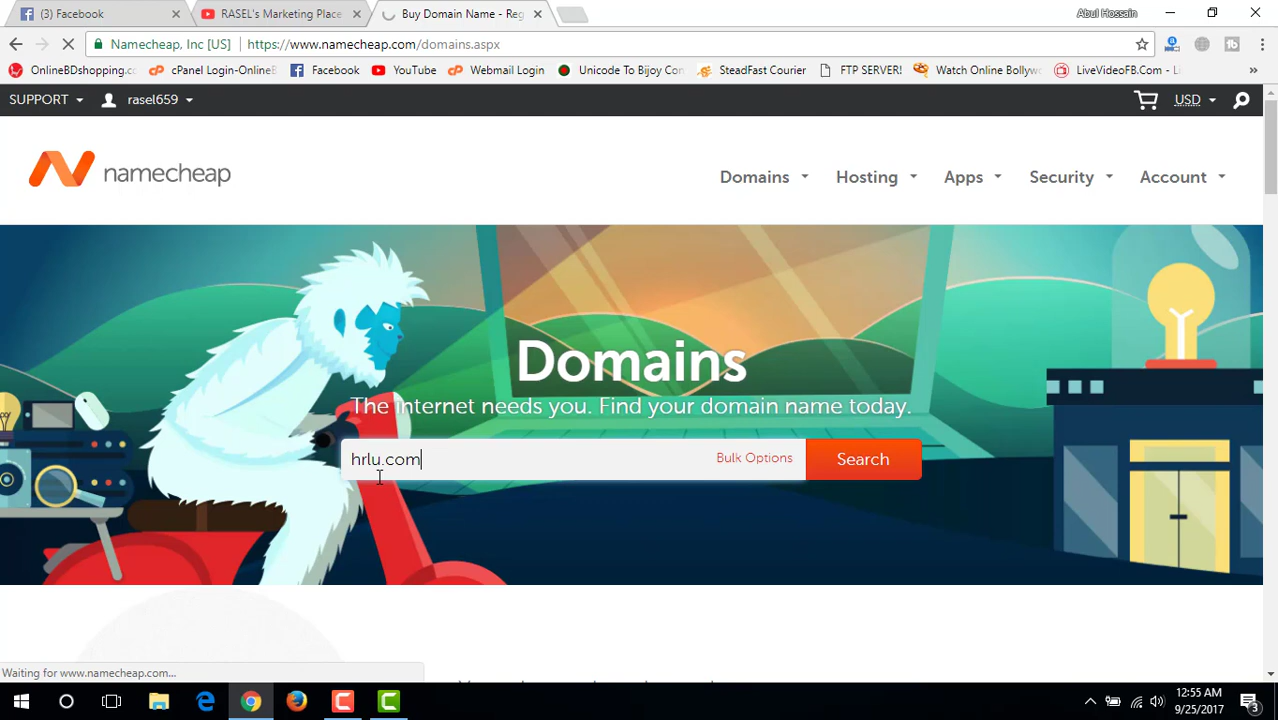 (3) Facebook
RASEL's Marketing Place
Buy Domain Name - Reg
Abul Hossain
Namecheap, Inc [US]
https://www.namecheap.com/domains.aspx
OnlineBDshopping.c
cPanel Login-OnlineB
Facebook
YouTube
Webmail Login
Unicode To Bijoy Con
SteadFast Courier
FTP SERVER!
Watch Online Bollyw
LiveVideoFB.Com - Li
SUPPORT
rasel659
USD
namecheap
Domains
Hosting
Apps
Security
Account
Domains
The internet needs you. Find your domain name today.
hrlu.com
Bulk Options
Search
Waiting for www.namecheap.com...
12:55 AM
9/25/2017
3